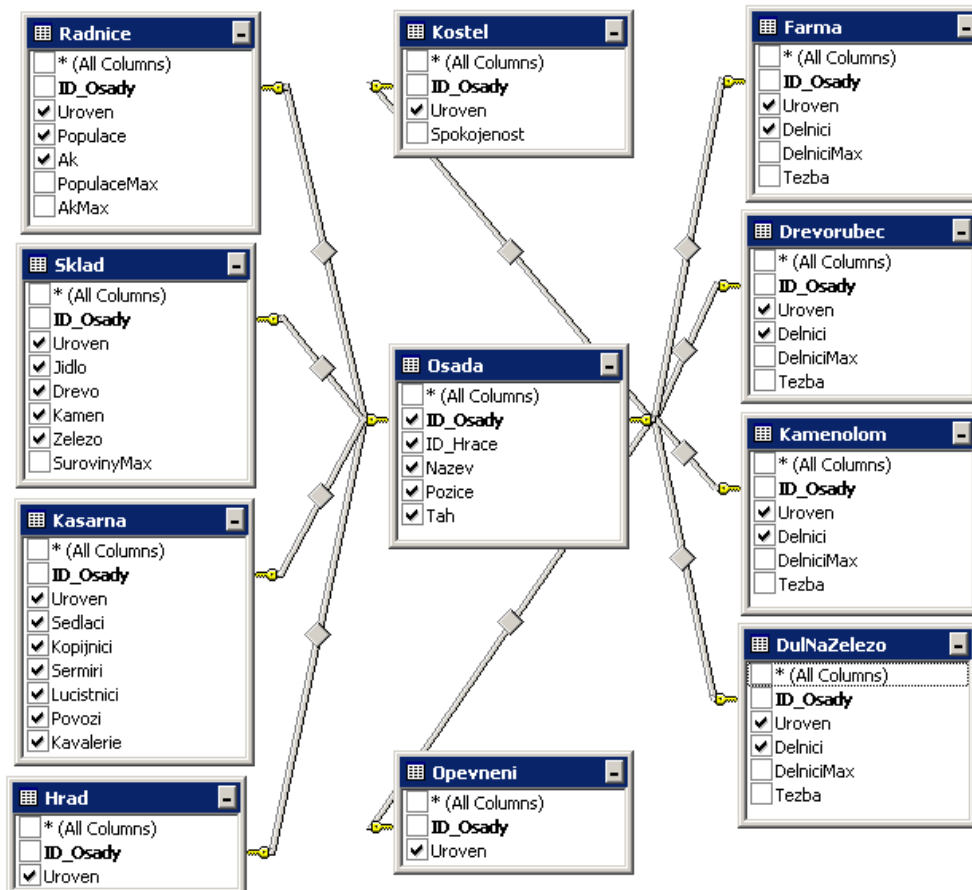 Radnice
* (All Columns)
ID_Osady
Uroven
Populace
Ak
PopulaceMax
AkMax
Sklad
* (All Columns)
ID_Osady
Uroven
Jidlo
Drevo
Kamen
Zelezo
SurovinyMax
Kasarna
* (All Columns)
ID_Osady
Uroven
Sedlaci
Kopijnici
Sermiri
Lucistnici
Povozi
Kavalerie
Hrad
* (All Columns)
ID_Osady
Uroven
Kostel
* (All Columns)
ID_Osady
Uroven
Spokojenost
Osada
* (All Columns)
ID_Osady
ID_Hrace
Nazev
Pozice
Tah
Opevneni
* (All Columns)
ID_Osady
Uroven
Farma
* (All Columns)
ID_Osady
Uroven
Delnici
DelniciMax
Tezba
Drevorubec
* (All Columns)
ID_Osady
Uroven
Delnici
DelniciMax
Tezba
Kamenolom
* (All Columns)
ID_Osady
Uroven
Delnici
DelniciMax
Tezba
DulNaZelezo
* (All Columns)
ID_Osady
Uroven
Delnici
DelniciMax
Tezba